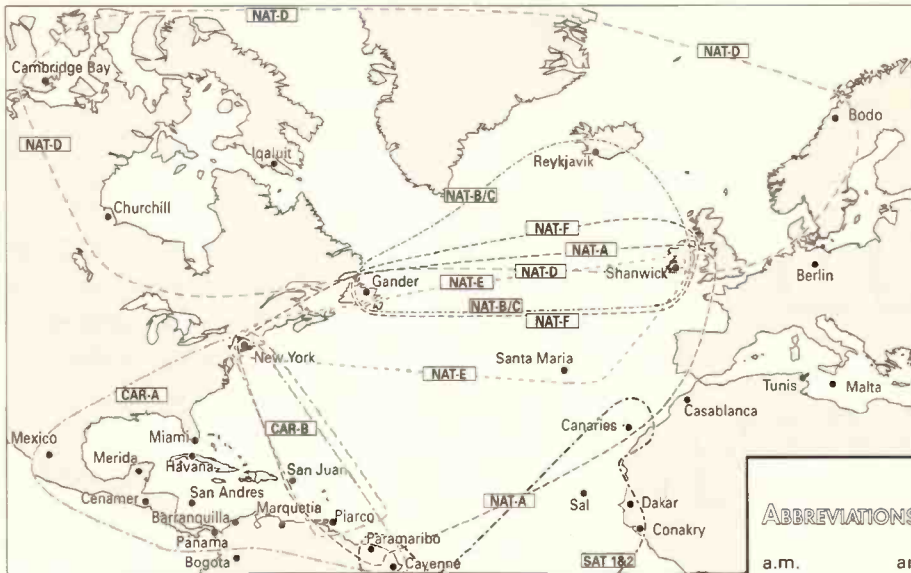 NAT-D
NAT-D
Cambridge Bay
Bodo
NAT-D
Iqaluit
Reykjavik
NAT-B/C
Churchill
NAT-F
NAT-A
Shanwick
NAT-D
Berlin
Gander
NAT-E
NAT-B/C
NAT-F
New York
Santa Maria
NAT-E
Tunis
Malta
CAR-A
Casablanca
CAR-B
Canaries
Mexico
Miami
Merida
Havana
San Juan
Cenamer
San Andres
NAT-A
Sal
Dakar
ABBREVIATIONS
Barranquilla
Marquetia
Piarco
Conakry
Panama
Paramaribo
Bogota
Cayenne
SAT 1&2
a.m. an